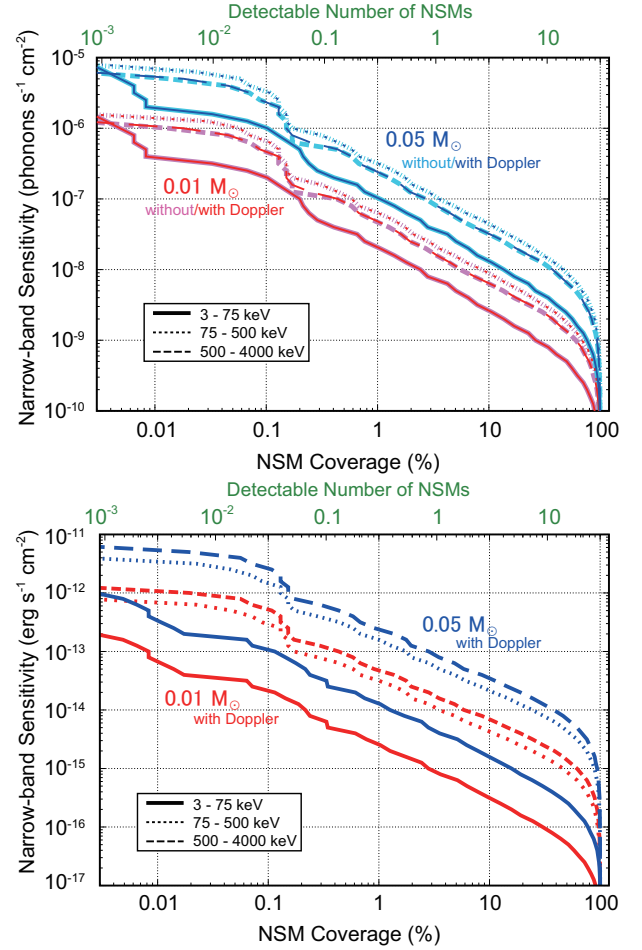 Detectable Number of NSMs
10⁻³ 10⁻² 0.1 1 10
Narrow-band Sensitivity (phonons s⁻¹ cm⁻²)
10⁻⁵
10⁻⁶
10⁻⁷
10⁻⁸
10⁻⁹
10⁻¹⁰
0.05 M⊙
without/with Doppler
0.01 M⊙
without/with Doppler
3 - 75 keV
75 - 500 keV
500 - 4000 keV
0.01 0.1 1 10 100
NSM Coverage (%)
Detectable Number of NSMs
10⁻³ 10⁻² 0.1 1 10
Narrow-band Sensitivity (erg s⁻¹ cm⁻²)
10⁻¹¹
10⁻¹²
10⁻¹³
10⁻¹⁴
10⁻¹⁵
10⁻¹⁶
10⁻¹⁷
0.05 M⊙
with Doppler
0.01 M⊙
with Doppler
3 - 75 keV
75 - 500 keV
500 - 4000 keV
0.01 0.1 1 10 100
NSM Coverage (%)